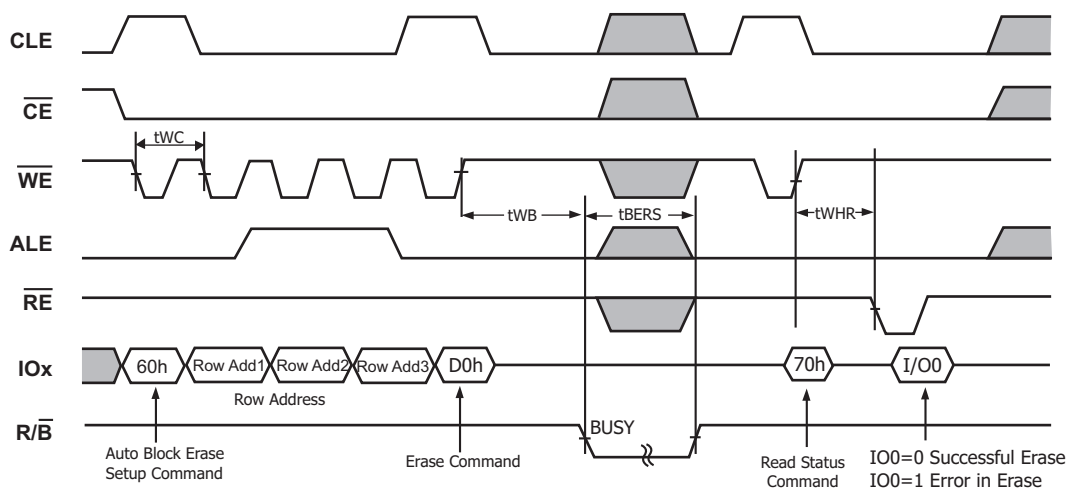 CLE
CE
tWC
WE
tWB
tBERS
tWHR
ALE
RE
IOx
60h
Row Add1
Row Add2
Row Add3
D0h
70h
I/O0
Row Address
R/B
BUSY
Auto Block Erase
Setup Command
Erase Command
Read Status
Command
IO0=0 Successful Erase
IO0=1 Error in Erase